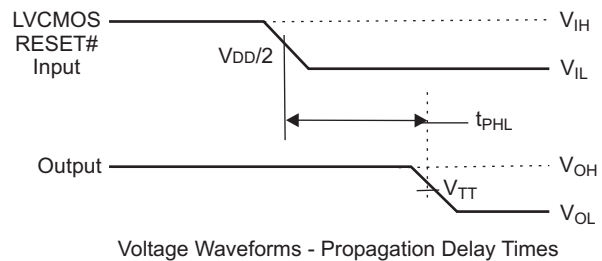 LVCMOS
RESET#
Input
VIH
VDD/2
VIL
tPHL
Output
VOH
VTT
VOL
Voltage Waveforms - Propagation Delay Times